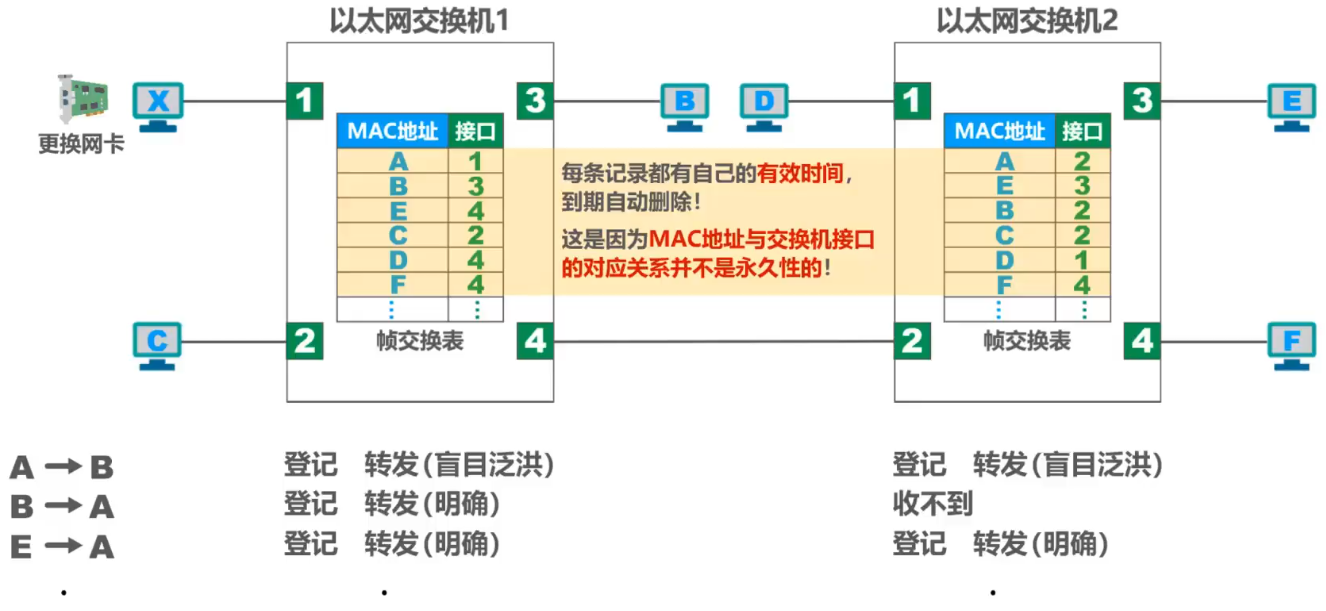 以太网交换机1
以太网交换机2
更换网卡
X
1
3
B
D
1
3
E
MAC地址 接口
A 1
B 3
E 4
C 2
D 4
F 4
⋮ ⋮
帧交换表
每条记录都有自己的有效时间，
到期自动删除！
这是因为MAC地址与交换机接口
的对应关系并不是永久性的！
MAC地址 接口
A 2
E 3
B 2
C 2
D 1
F 4
⋮ ⋮
帧交换表
C
2
4
2
4
F
A → B 登记 转发(盲目泛洪) 登记 转发(盲目泛洪)
B → A 登记 转发(明确) 收不到
E → A 登记 转发(明确) 登记 转发(明确)
. . .